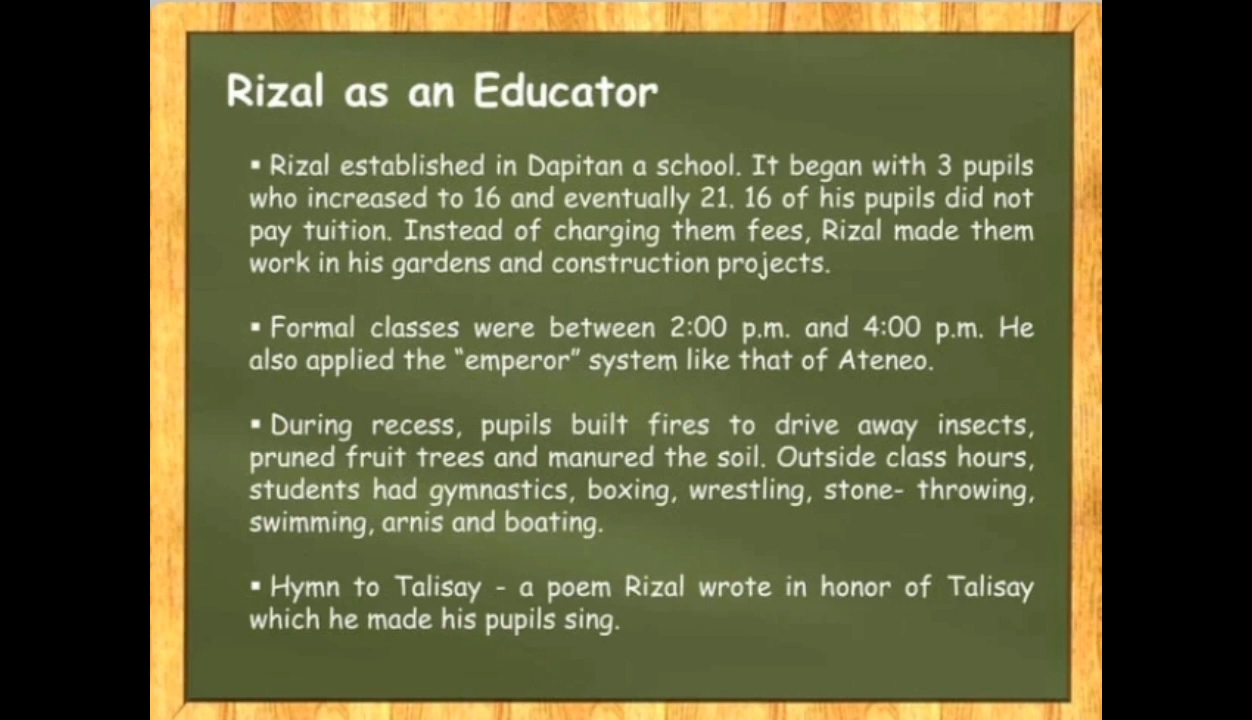 Rizal as an Educator
▪ Rizal established in Dapitan a school. It began with 3 pupils
who increased to 16 and eventually 21. 16 of his pupils did not
pay tuition. Instead of charging them fees, Rizal made them
work in his gardens and construction projects.
▪ Formal classes were between 2:00 p.m. and 4:00 p.m. He
also applied the “emperor” system like that of Ateneo.
▪ During recess, pupils built fires to drive away insects,
pruned fruit trees and manured the soil. Outside class hours,
students had gymnastics, boxing, wrestling, stone- throwing,
swimming, arnis and boating.
▪ Hymn to Talisay - a poem Rizal wrote in honor of Talisay
which he made his pupils sing.